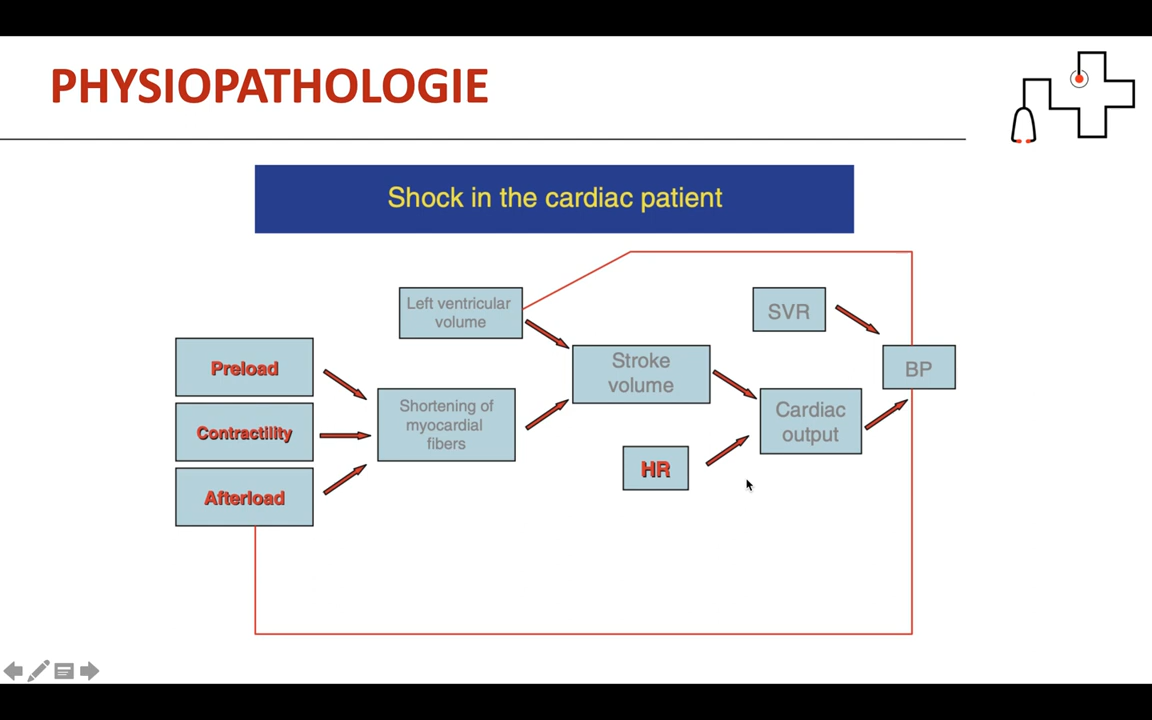 PHYSIOPATHOLOGIE
Shock in the cardiac patient
Left ventricular
volume
SVR
Preload
Stroke
volume
BP
Contractility
Shortening of
myocardial
fibers
Cardiac
output
HR
Afterload